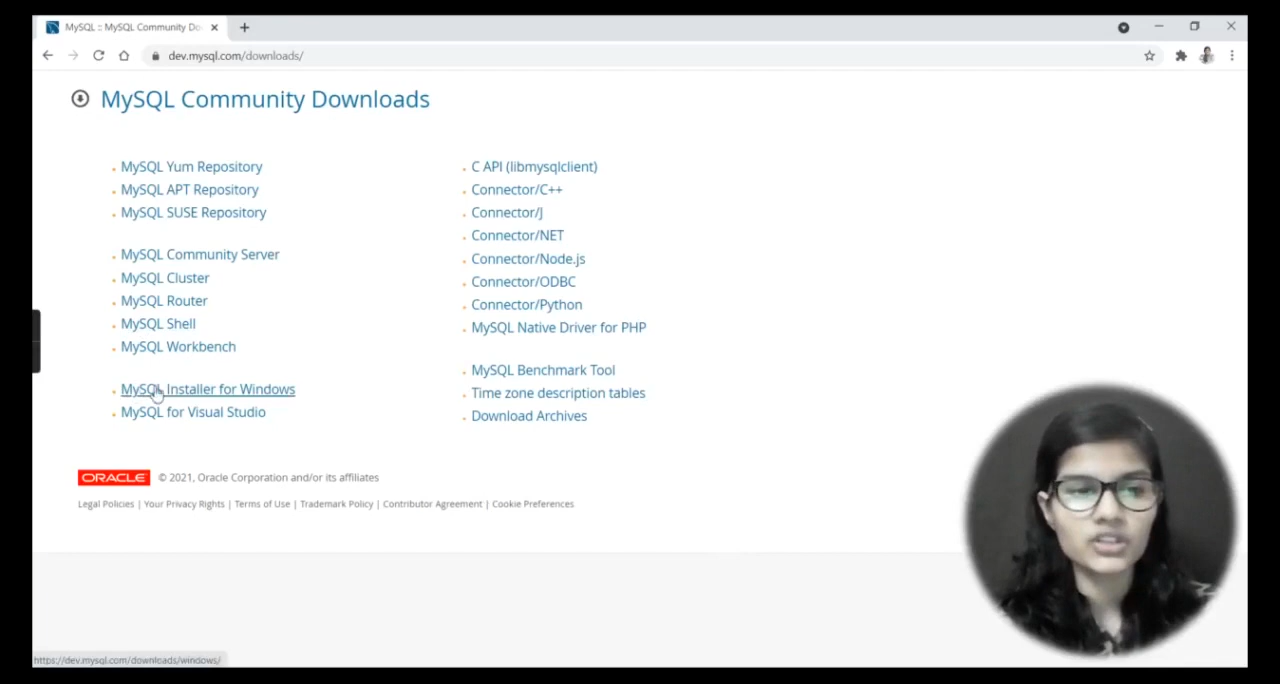 MySQL :: MySQL Community Do
dev.mysql.com/downloads/
MySQL Community Downloads
MySQL Yum Repository
MySQL APT Repository
MySQL SUSE Repository
MySQL Community Server
MySQL Cluster
MySQL Router
MySQL Shell
MySQL Workbench
MySQL Installer for Windows
MySQL for Visual Studio
C API (libmysqlclient)
Connector/C++
Connector/J
Connector/NET
Connector/Node.js
Connector/ODBC
Connector/Python
MySQL Native Driver for PHP
MySQL Benchmark Tool
Time zone description tables
Download Archives
ORACLE © 2021, Oracle Corporation and/or its affiliates
Legal Policies | Your Privacy Rights | Terms of Use | Trademark Policy | Contributor Agreement | Cookie Preferences
https://dev.mysql.com/downloads/windows/